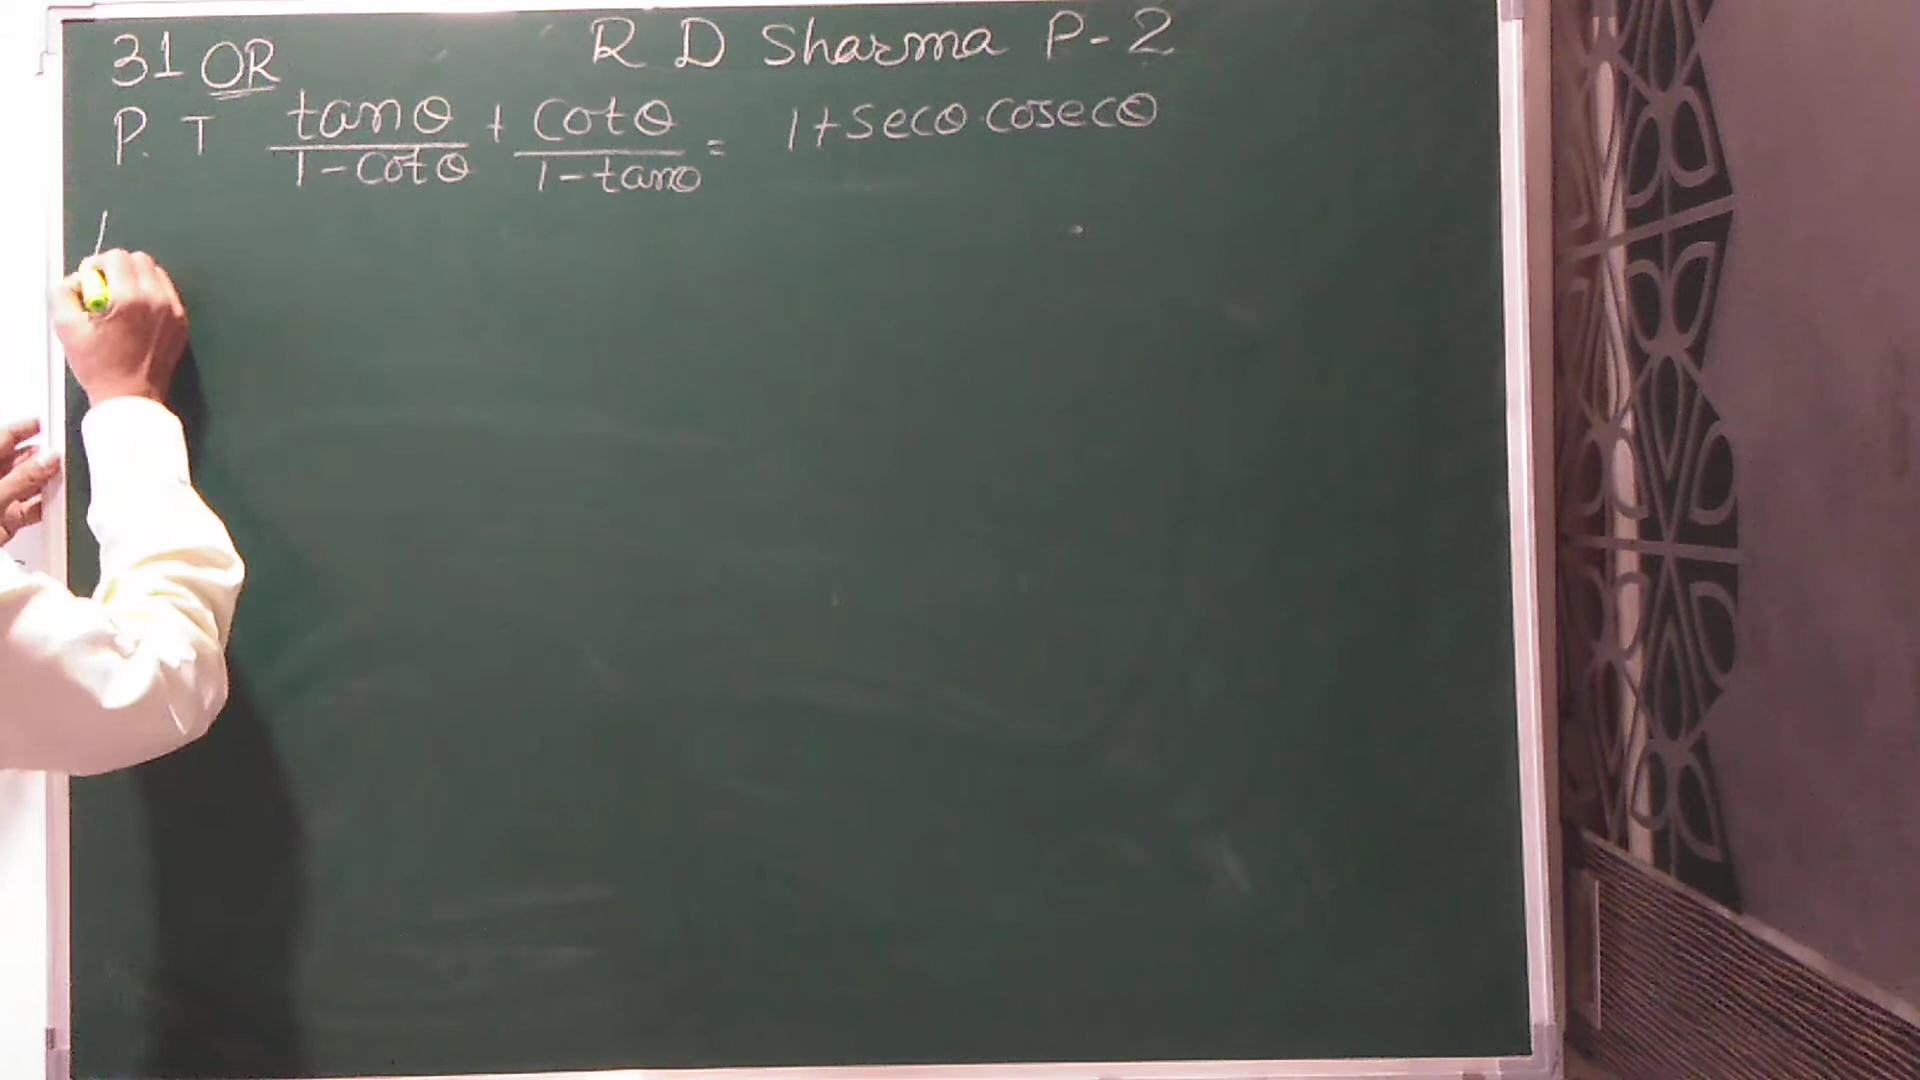 31 OR R D Sharma P-2
P. T tanθ/1-cotθ + cotθ/1-tanθ = 1+secθ.cosecθ